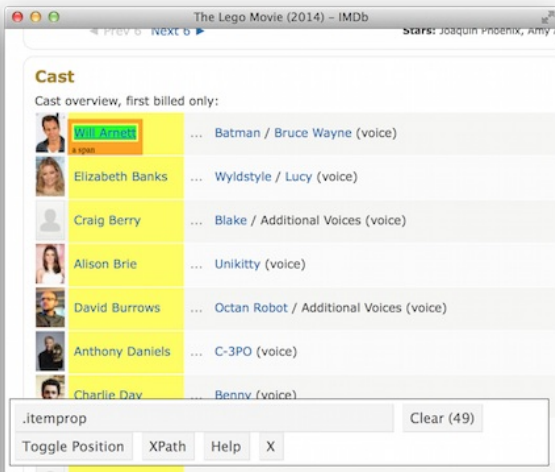 The Lego Movie (2014) – IMDb
◄ Prev 6 Next 6 ► Stars: Joaquin Phoenix, Amy
Cast
Cast overview, first billed only:
Will Arnett ... Batman / Bruce Wayne (voice)
a span
Elizabeth Banks ... Wyldstyle / Lucy (voice)
Craig Berry ... Blake / Additional Voices (voice)
Alison Brie ... Unikitty (voice)
David Burrows ... Octan Robot / Additional Voices (voice)
Anthony Daniels ... C-3PO (voice)
Charlie Day ... Benny (voice)
.itemprop Clear (49)
Toggle Position XPath Help X